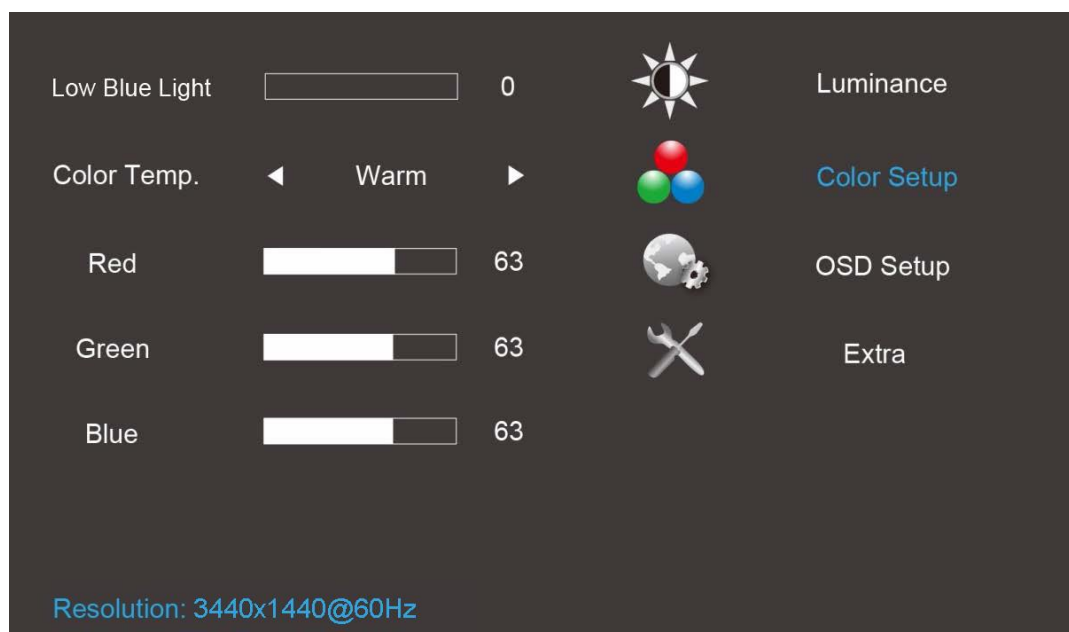 Low Blue Light 0 Luminance
Color Temp. Warm Color Setup
Red 63 OSD Setup
Green 63 Extra
Blue 63
Resolution: 3440x1440@60Hz